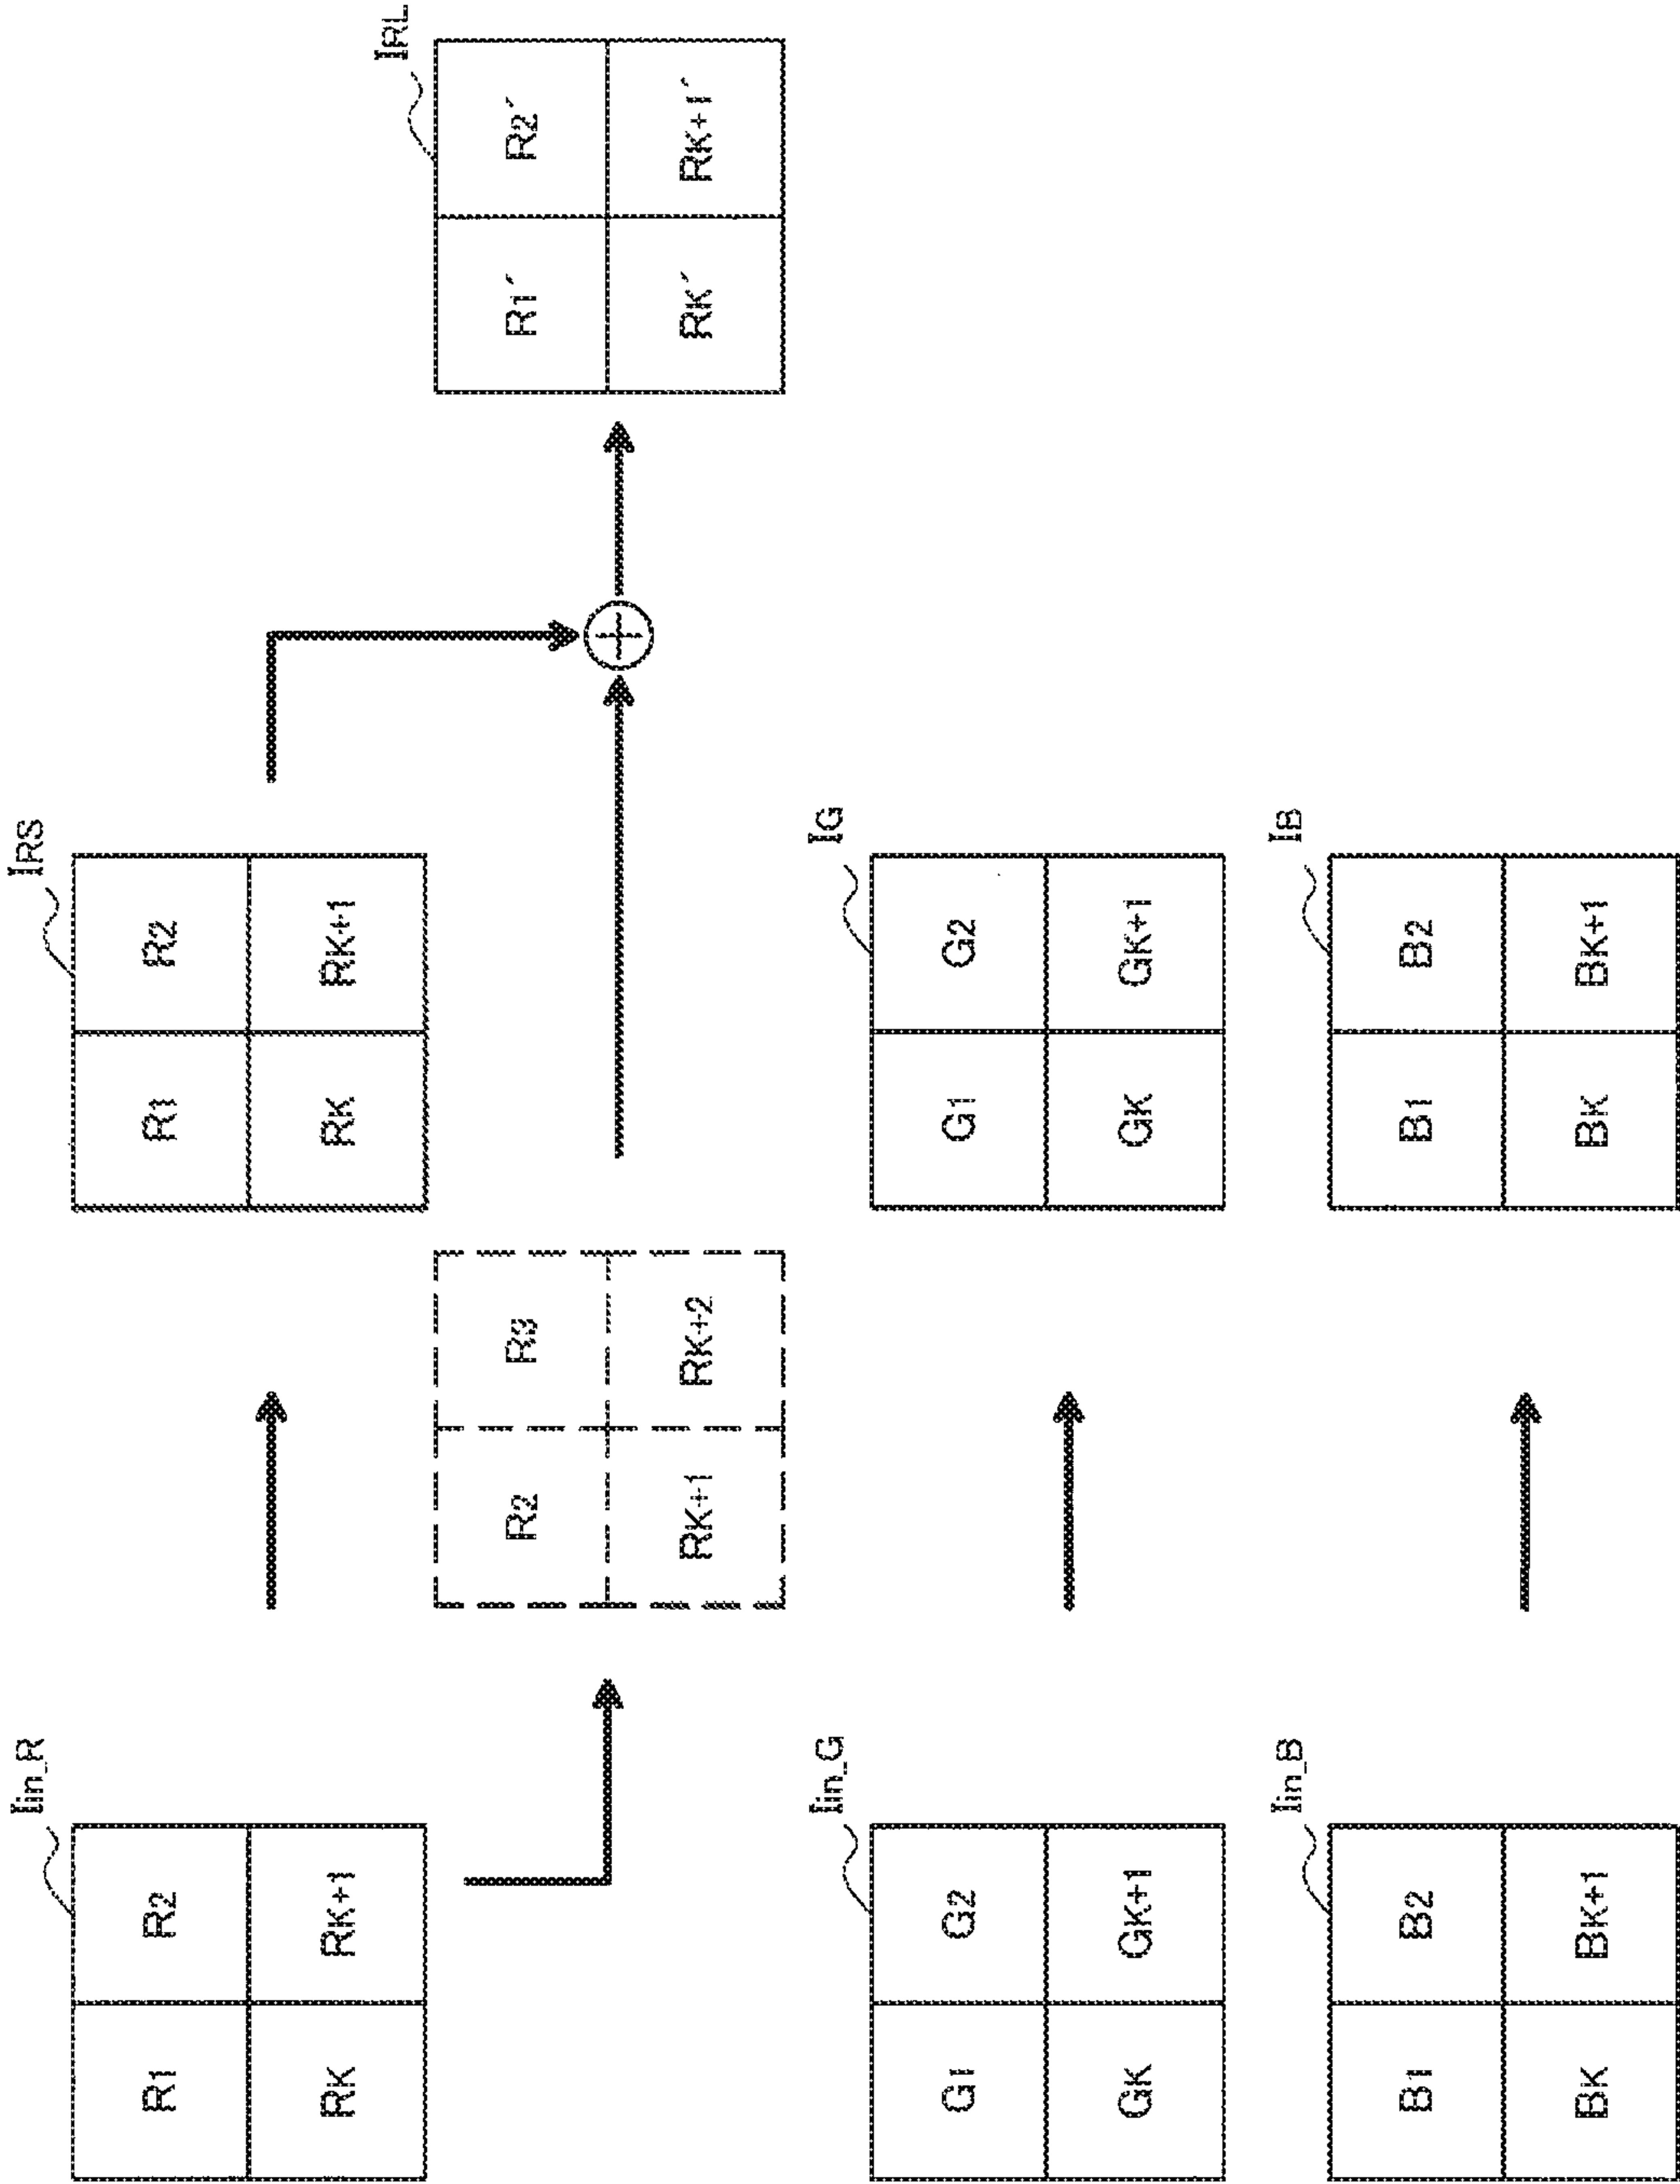 Iin_R
R1 R2
RK RK+1
IRS
R1 R2
RK RK+1
R2 R3
RK+1 RK+2
IRL
R1´ R2´
RK´ RK+1´
Iin_G
G1 G2
GK GK+1
IG
G1 G2
GK GK+1
Iin_B
B1 B2
BK BK+1
IB
B1 B2
BK BK+1